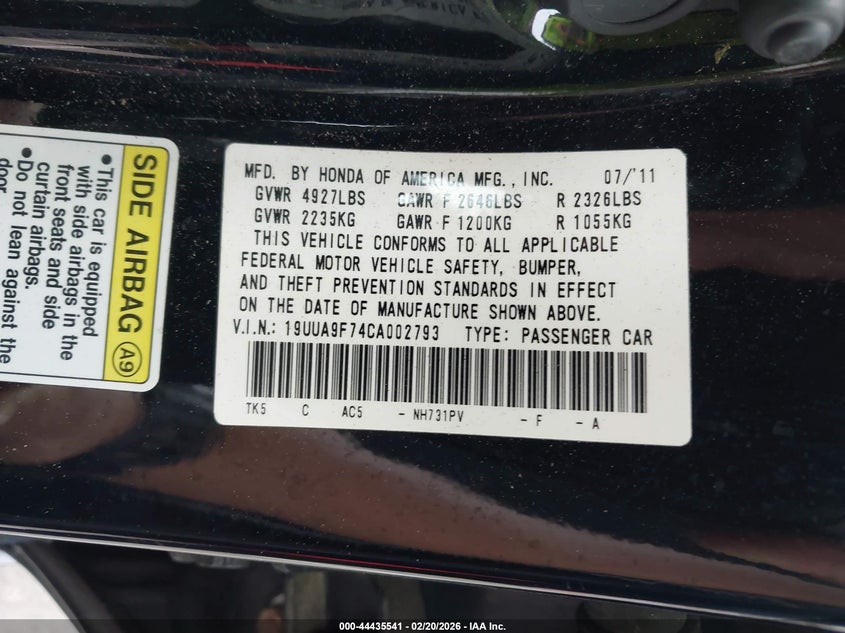 MFD. BY HONDA OF AMERICA MFG., INC. 07/'11
GVWR 4927LBS GAWR F 2646LBS R 2326LBS
GVWR 2235KG GAWR F 1200KG R 1055KG
THIS VEHICLE CONFORMS TO ALL APPLICABLE
FEDERAL MOTOR VEHICLE SAFETY, BUMPER,
AND THEFT PREVENTION STANDARDS IN EFFECT
ON THE DATE OF MANUFACTURE SHOWN ABOVE.
V.I.N.: 19UUA9F74CA002793 TYPE: PASSENGER CAR
TK5 C AC5 - NH731PV - F - A
SIDE AIRBAG A9
•This car is equipped
with side airbags in the
front seats and side
curtain airbags.
•Do not lean against the
door
000-44435541 - 02/20/2026 - IAA Inc.